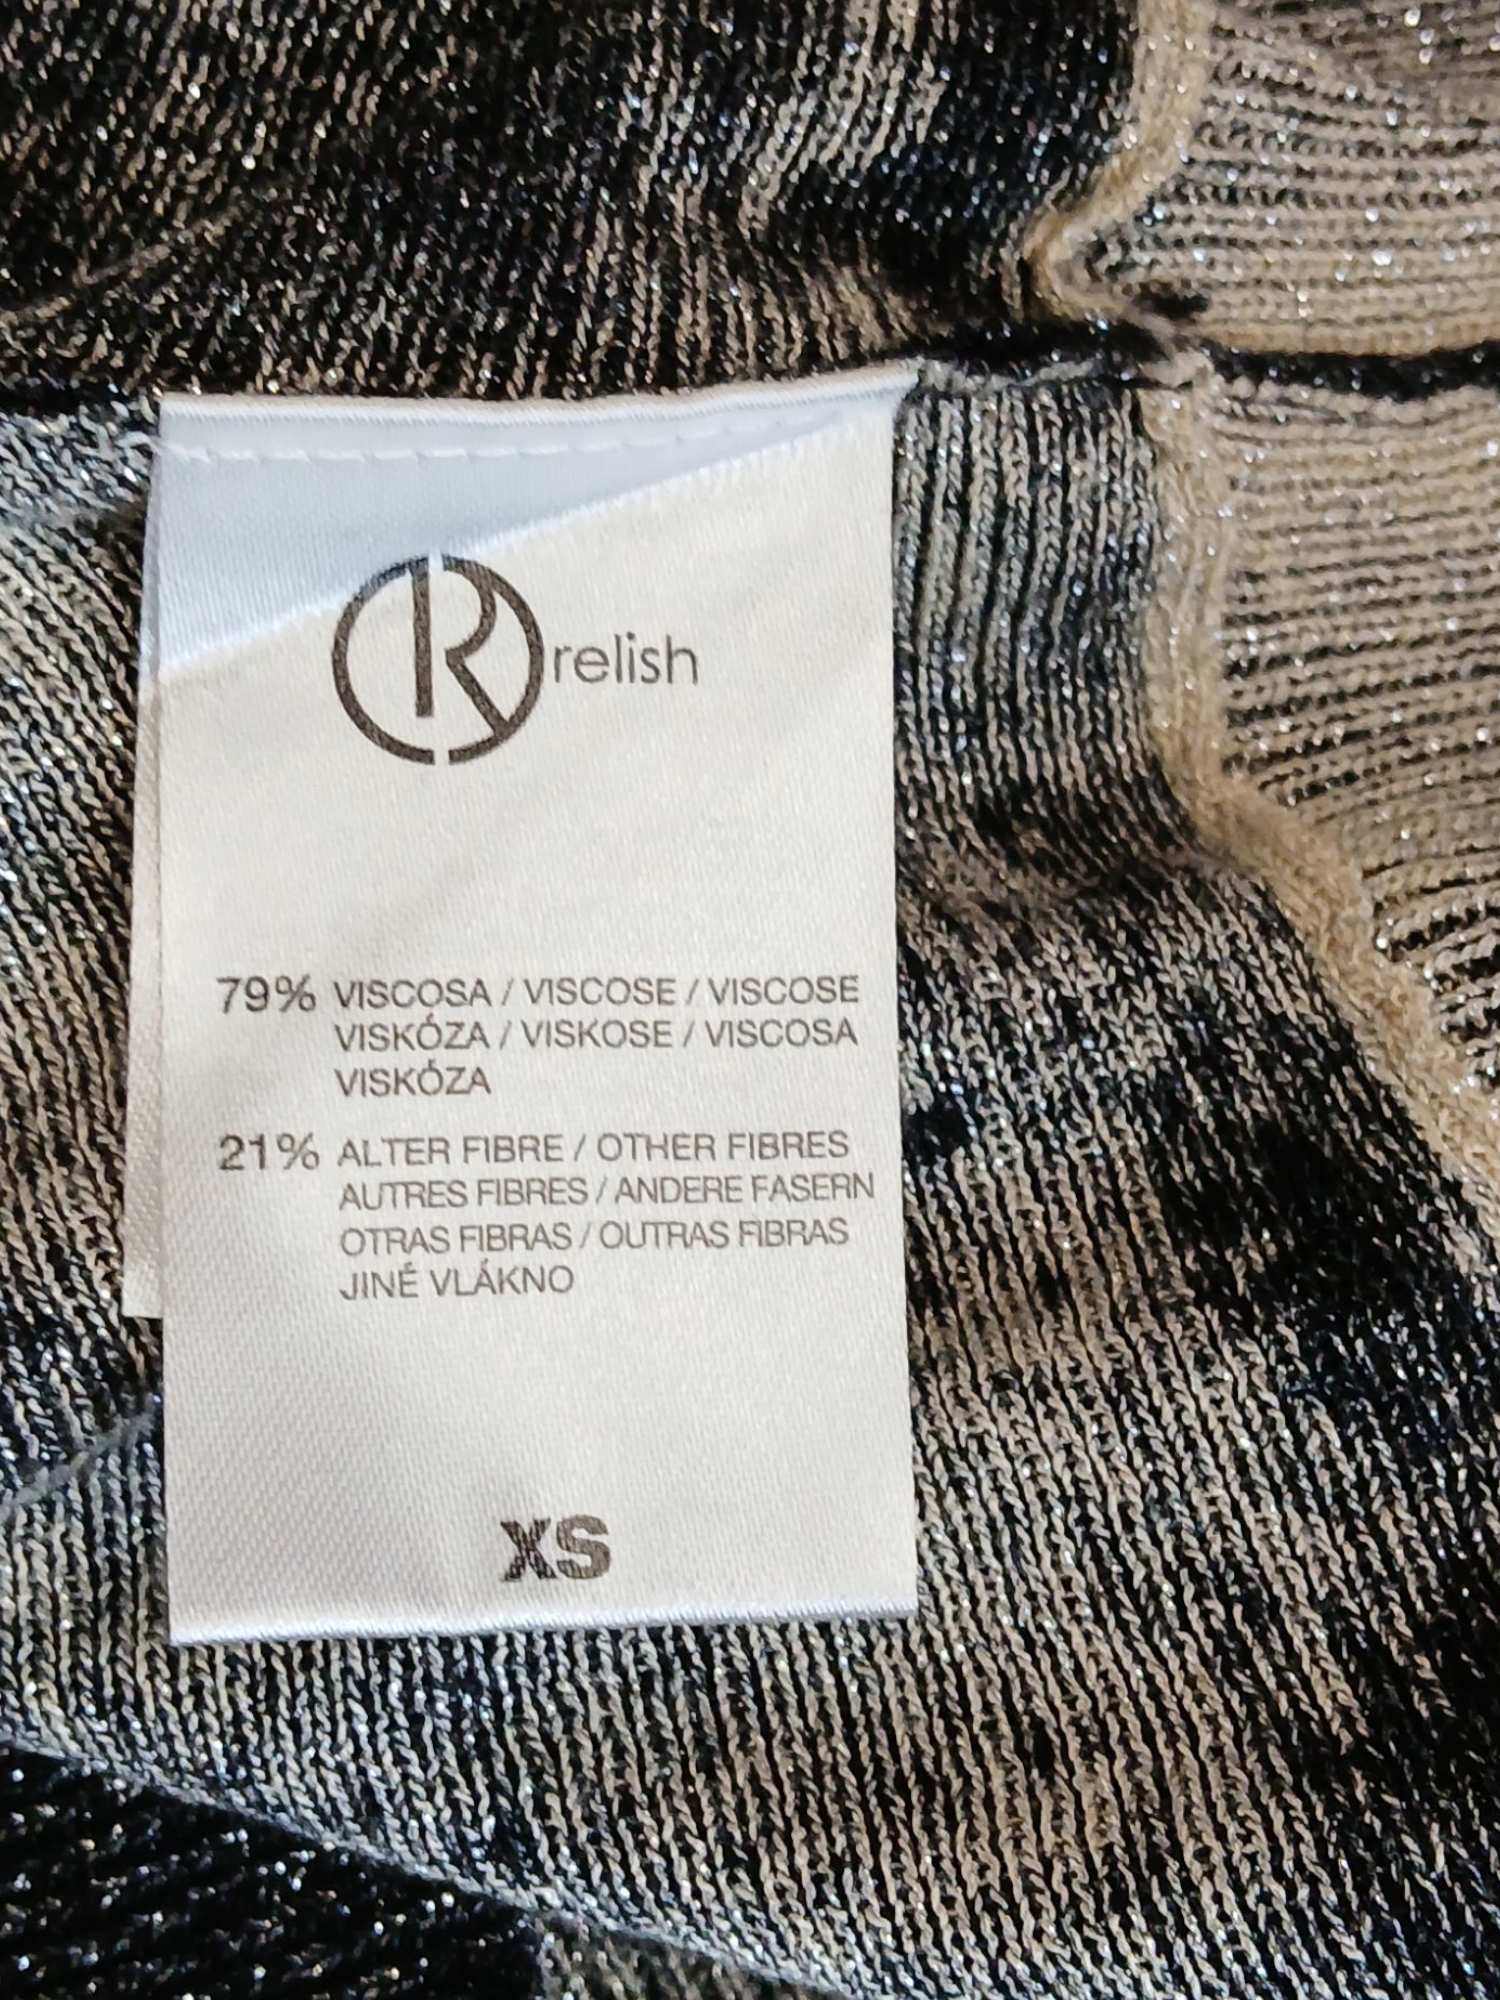 R relish
79% VISCOSA / VISCOSE / VISCOSE
VISKÓZA / VISKOSE / VISCOSA
VISKÓZA
21% ALTER FIBRE / OTHER FIBRES
AUTRES FIBRES / ANDERE FASERN
OTRAS FIBRAS / OUTRAS FIBRAS
JINÉ VLÁKNO
XS